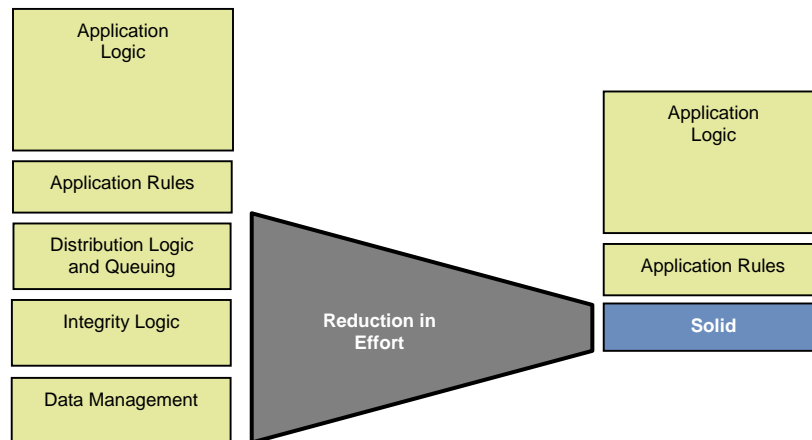 Application
Logic
Application Rules
Distribution Logic
and Queuing
Integrity Logic
Data Management
Reduction in
Effort
Application
Logic
Application Rules
Solid